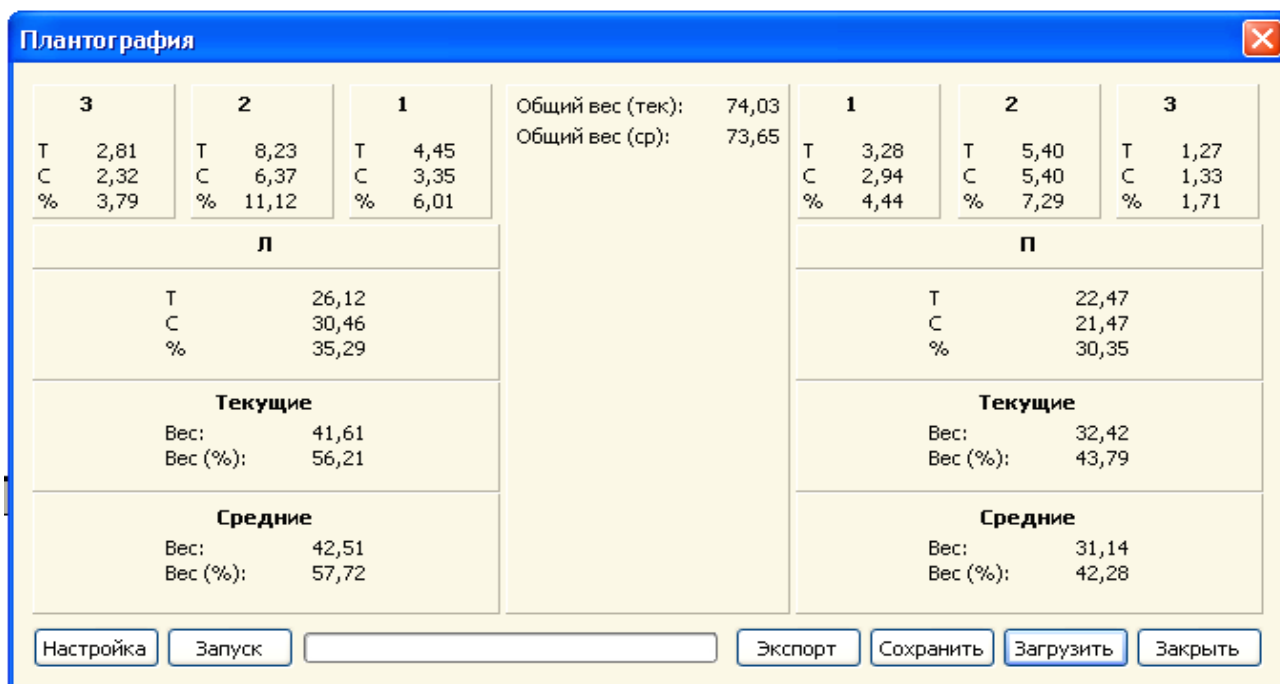 Плантография
3 2 1 Общий вес (тек): 74,03 1 2 3
Общий вес (ср): 73,65
Т 2,81 Т 8,23 Т 4,45 Т 3,28 Т 5,40 Т 1,27
С 2,32 С 6,37 С 3,35 С 2,94 С 5,40 С 1,33
% 3,79 % 11,12 % 6,01 % 4,44 % 7,29 % 1,71
Л П
Т 26,12 Т 22,47
С 30,46 С 21,47
% 35,29 % 30,35
Текущие Текущие
Вес: 41,61 Вес: 32,42
Вес (%): 56,21 Вес (%): 43,79
Средние Средние
Вес: 42,51 Вес: 31,14
Вес (%): 57,72 Вес (%): 42,28
Настройка Запуск Экспорт Сохранить Загрузить Закрыть